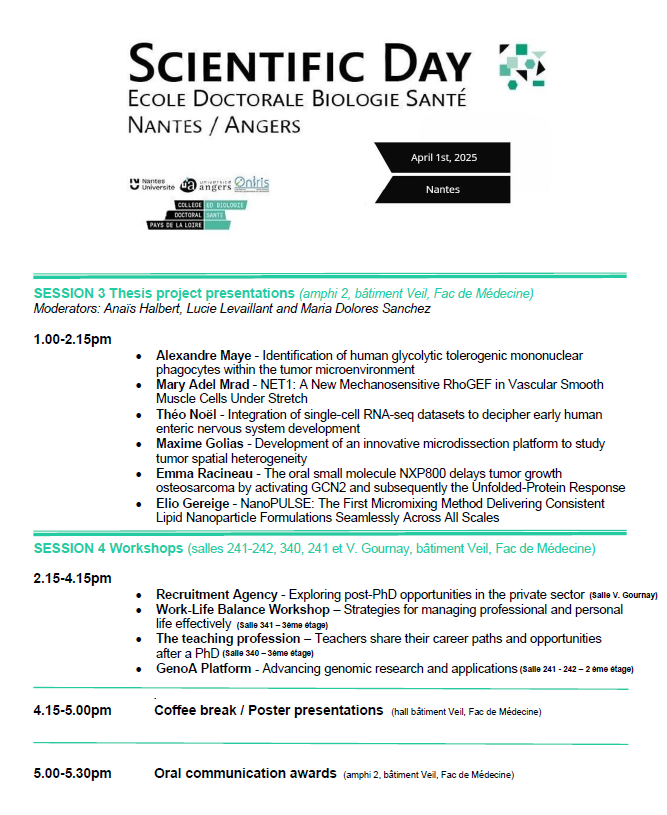 SCIENTIFIC DAY
ECOLE DOCTORALE BIOLOGIE SANTÉ
NANTES / ANGERS
April 1st, 2025
Nantes
Nantes Université
ua université angers
Oniris
COLLEGE ED BIOLOGIE
DOCTORAL SANTE
PAYS DE LA LOIRE
SESSION 3 Thesis project presentations (amphi 2, bâtiment Veil, Fac de Médecine)
Moderators: Anaïs Halbert, Lucie Levaillant and Maria Dolores Sanchez
1.00-2.15pm
• Alexandre Maye - Identification of human glycolytic tolerogenic mononuclear
phagocytes within the tumor microenvironment
• Mary Adel Mrad - NET1: A New Mechanosensitive RhoGEF in Vascular Smooth
Muscle Cells Under Stretch
• Théo Noël - Integration of single-cell RNA-seq datasets to decipher early human
enteric nervous system development
• Maxime Golias - Development of an innovative microdissection platform to study
tumor spatial heterogeneity
• Emma Racineau - The oral small molecule NXP800 delays tumor growth
osteosarcoma by activating GCN2 and subsequently the Unfolded-Protein Response
• Elio Gereige - NanoPULSE: The First Micromixing Method Delivering Consistent
Lipid Nanoparticle Formulations Seamlessly Across All Scales
SESSION 4 Workshops (salles 241-242, 340, 241 et V. Gournay, bâtiment Veil, Fac de Médecine)
2.15-4.15pm
• Recruitment Agency - Exploring post-PhD opportunities in the private sector (Salle V. Gournay)
• Work-Life Balance Workshop – Strategies for managing professional and personal
life effectively (Salle 341 – 3ème étage)
• The teaching profession – Teachers share their career paths and opportunities
after a PhD (Salle 340 – 3ème étage)
• GenoA Platform - Advancing genomic research and applications (Salle 241 - 242 – 2 ème étage)
.
4.15-5.00pm Coffee break / Poster presentations (hall bâtiment Veil, Fac de Médecine)
5.00-5.30pm Oral communication awards (amphi 2, bâtiment Veil, Fac de Médecine)